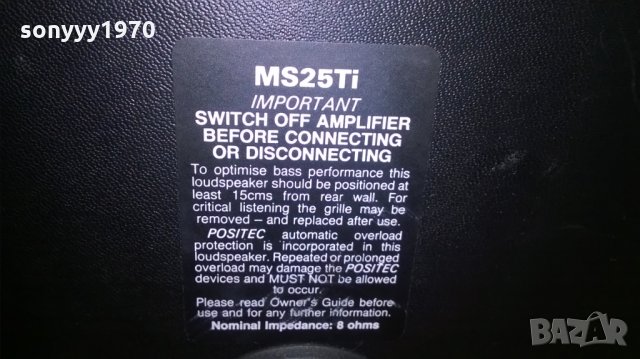 sonyyy1970
MS25Ti
IMPORTANT
SWITCH OFF AMPLIFIER
BEFORE CONNECTING
OR DISCONNECTING
To optimise bass performance this
loudspeaker should be positioned at
least 15cms from rear wall. For
critical listening the grille may be
removed – and replaced after use.
POSITEC automatic overload
protection is incorporated in this
loudspeaker. Repeated or prolonged
overload may damage the POSITEC
devices and MUST NOT be allowed
to occur.
Please read Owner's Guide before
use and for any further information.
Nominal Impedance: 8 ohms
BAZAR